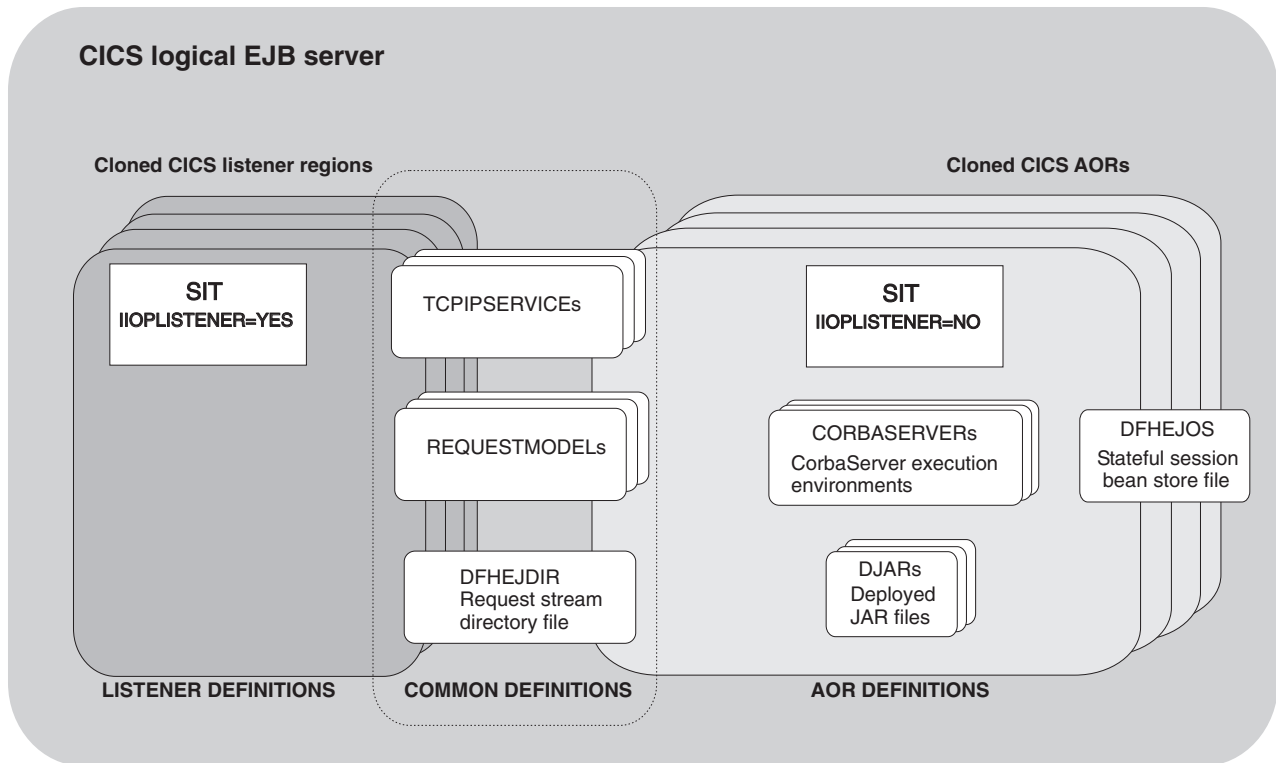 CICS logical EJB server
Cloned CICS listener regions
Cloned CICS AORs
SIT
IIOPLISTENER=YES
TCPIPSERVICEs
SIT
IIOPLISTENER=NO
REQUESTMODELs
CORBASERVERs
CorbaServer execution
environments
DFHEJOS
Stateful session
bean store file
DFHEJDIR
Request stream
directory file
DJARs
Deployed
JAR files
LISTENER DEFINITIONS
COMMON DEFINITIONS
AOR DEFINITIONS